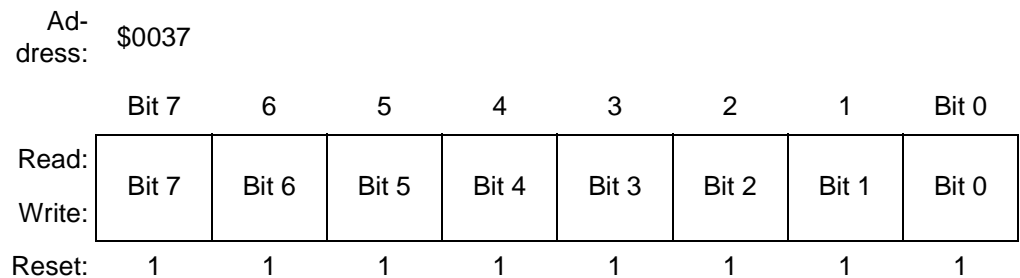 Ad-
dress: $0037
Bit 7 6 5 4 3 2 1 Bit 0
Read:
Bit 7 Bit 6 Bit 5 Bit 4 Bit 3 Bit 2 Bit 1 Bit 0
Write:
Reset: 1 1 1 1 1 1 1 1